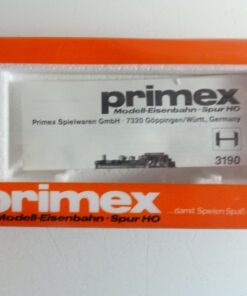 primex
Modell-Eisenbahn · Spur HO
Primex Spielwaren GmbH · 7320 Göppingen/Württ., Germany
H
3190
primex
Modell-Eisenbahn · Spur HO
...damit Spielen Spaß